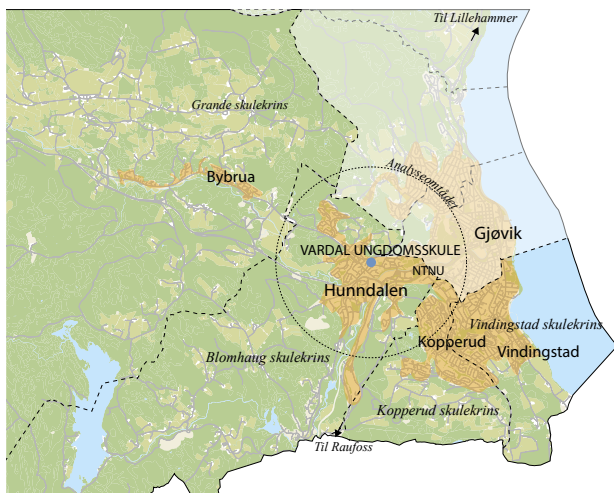 Til Lillehammer
Grande skulekrins
Analyseområdet
Bybrua
Gjøvik
VARDAL UNGDOMSSKULE
NTNU
Hunndalen
Vindingstad skulekrins
Kopperud
Vindingstad
Blomhaug skulekrins
Kopperud skulekrins
Til Raufoss